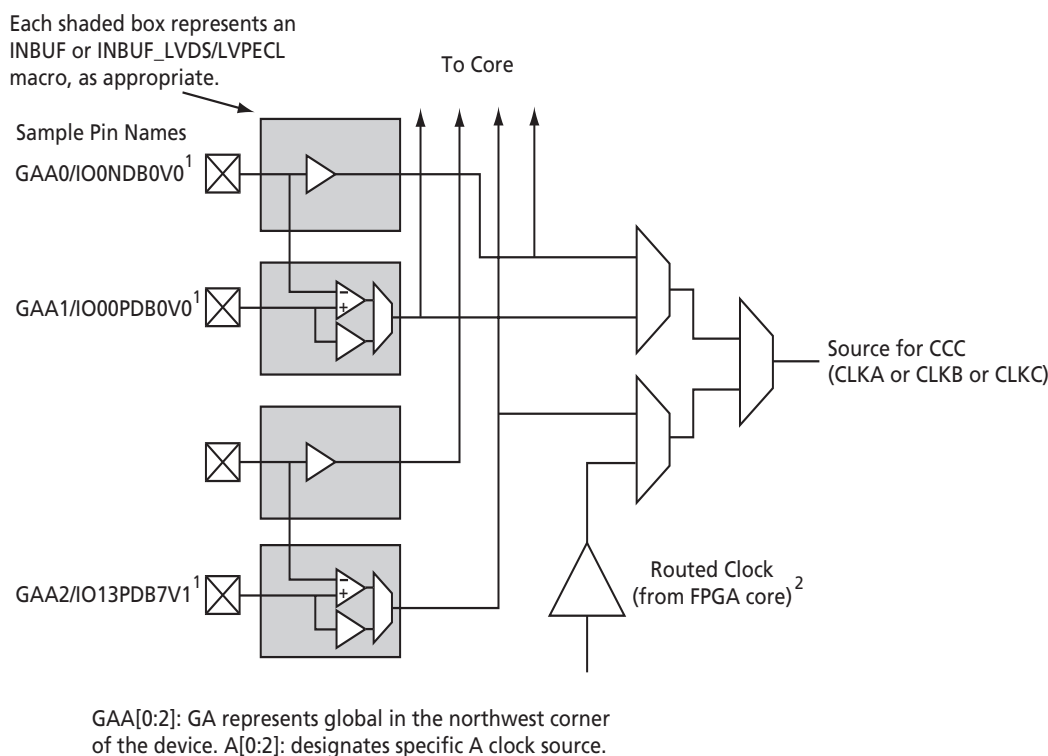 Each shaded box represents an
INBUF or INBUF_LVDS/LVPECL
macro, as appropriate.
To Core
Sample Pin Names
GAA0/IO0NDB0V0¹
GAA1/IO00PDB0V0¹
- 
+
Source for CCC
(CLKA or CLKB or CLKC)
GAA2/IO13PDB7V1¹
-
+
Routed Clock
(from FPGA core)²
GAA[0:2]: GA represents global in the northwest corner
of the device. A[0:2]: designates specific A clock source.